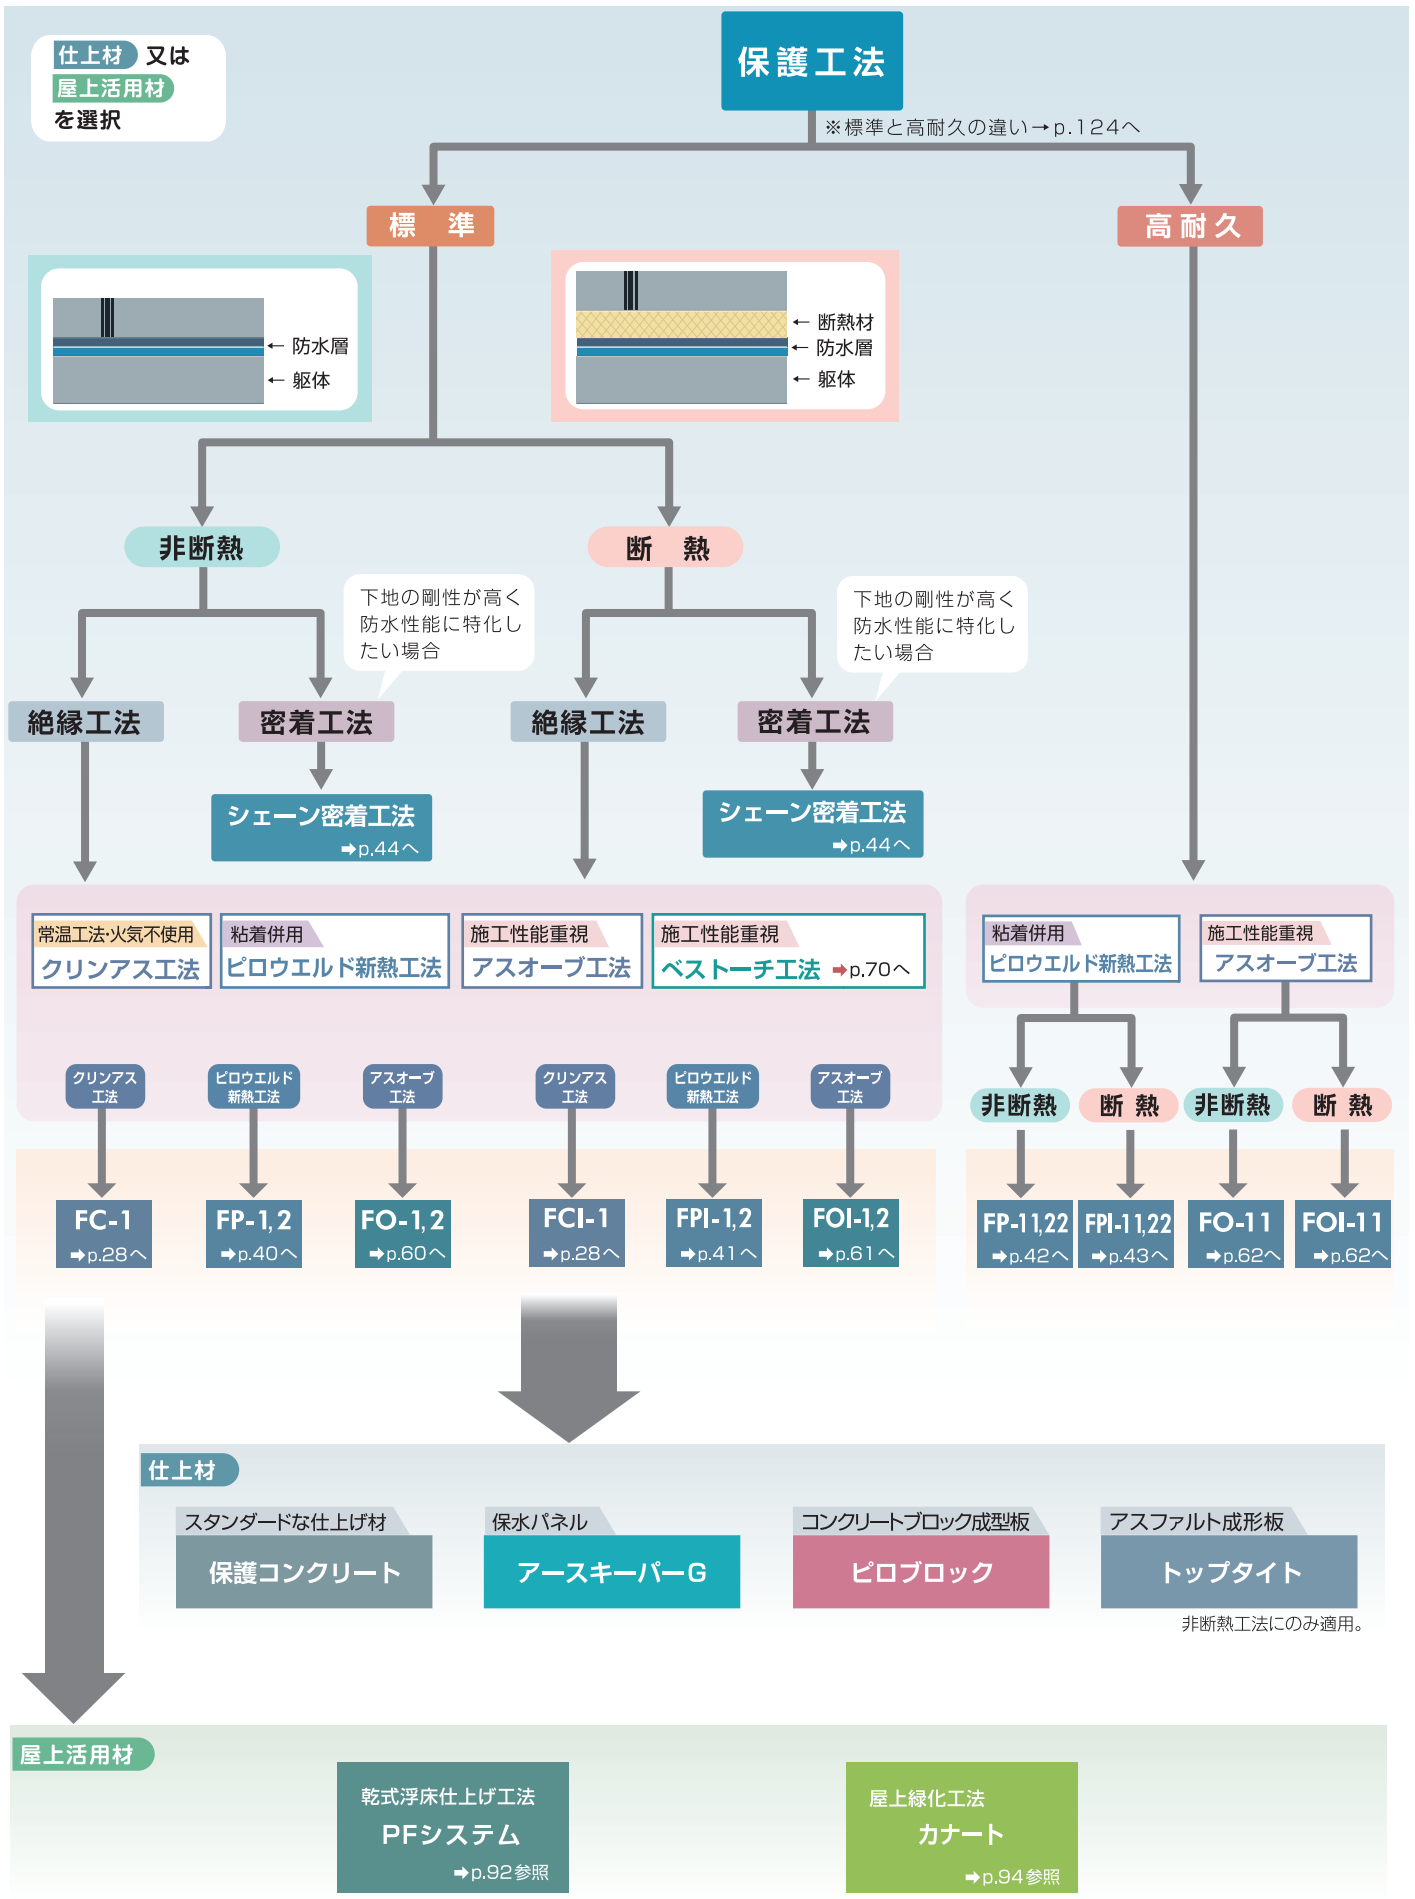 仕上材 又は
屋上活用材
を選択
保護工法
※標準と高耐久の違い→p.124へ
標 準
高耐久
←防水層
←躯体
←断熱材
←防水層
←躯体
非断熱
断 熱
下地の剛性が高く
防水性能に特化し
たい場合
下地の剛性が高く
防水性能に特化し
たい場合
絶縁工法
密着工法
絶縁工法
密着工法
シェーン密着工法
➡p.44へ
シェーン密着工法
➡p.44へ
常温工法・火気不使用
クリンアス工法
粘着併用
ピロウエルド新熱工法
施工性能重視
アスオーブ工法
施工性能重視
ベストーチ工法 ➡p.70へ
粘着併用
ピロウエルド新熱工法
施工性能重視
アスオーブ工法
クリンアス
工法
ピロウエルド
新熱工法
アスオーブ
工法
クリンアス
工法
ピロウエルド
新熱工法
アスオーブ
工法
非断熱
断 熱
非断熱
断 熱
FC-1
➡p.28へ
FP-1,2
➡p.40へ
FO-1,2
➡p.60へ
FCI-1
➡p.28へ
FPI-1,2
➡p.41へ
FOI-1,2
➡p.61へ
FP-11,22
➡p.42へ
FPI-11,22
➡p.43へ
FO-11
➡p.62へ
FOI-11
➡p.62へ
仕上材
スタンダードな仕上げ材
保護コンクリート
保水パネル
アースキーパーG
コンクリートブロック成型板
ピロブロック
アスファルト成形板
トップタイト
非断熱工法にのみ適用。
屋上活用材
乾式浮床仕上げ工法
PFシステム
➡p.92参照
屋上緑化工法
カナート
➡p.94参照